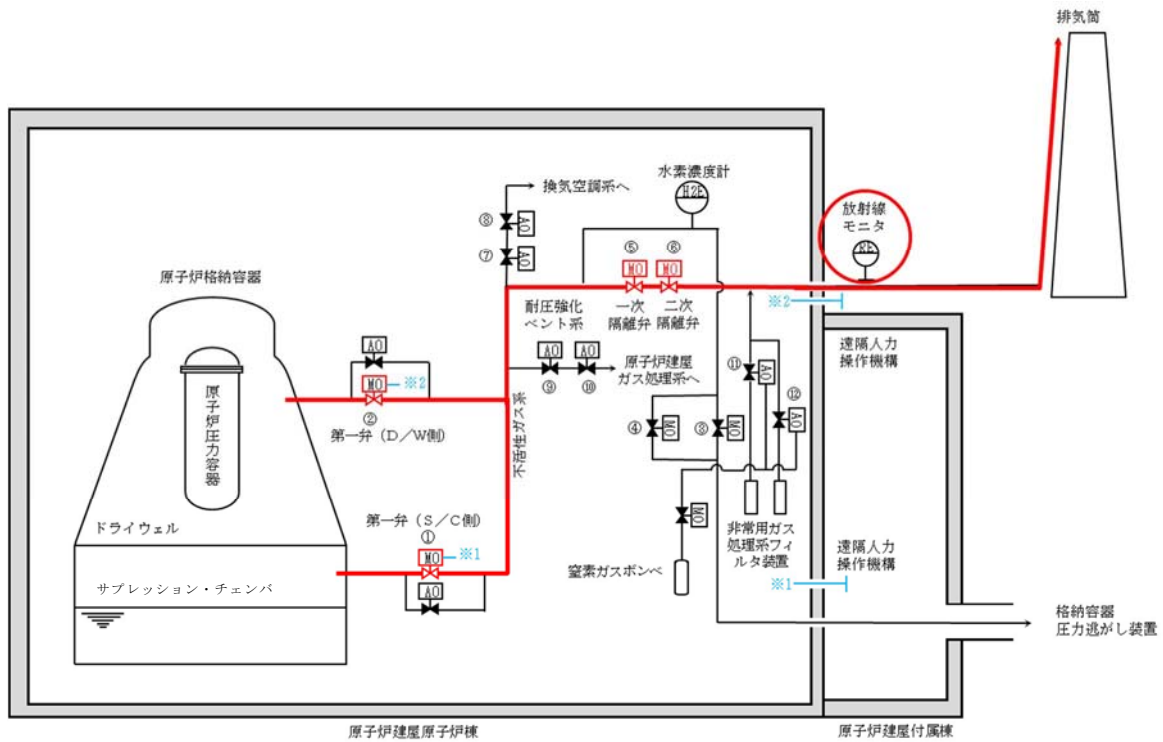 排気筒
水素濃度計
H2E
換気空調系へ
⑧
AO
⑦
AO
放射線
モニタ
RE
⑤
⑥
MO
MO
原子炉格納容器
耐圧強化
ベント系
一次
隔離弁
二次
隔離弁
※2
遠隔人力
操作機構
AO
AO
AO
原子炉建屋
ガス処理系へ
⑨
⑩
⑪
AO
⑫
AO
MO
※2
②
第一弁(D/W側)
原子炉圧力容器
不活性ガス系
④
MO
③
MO
第一弁(S/C側)
①
MO
※1
AO
ドライウェル
サプレッション・チェンバ
MO
窒素ガスボンベ
非常用ガス
処理系フィ
ルタ装置
遠隔人力
操作機構
※1
格納容器
圧力逃がし装置
原子炉建屋原子炉棟
原子炉建屋付属棟